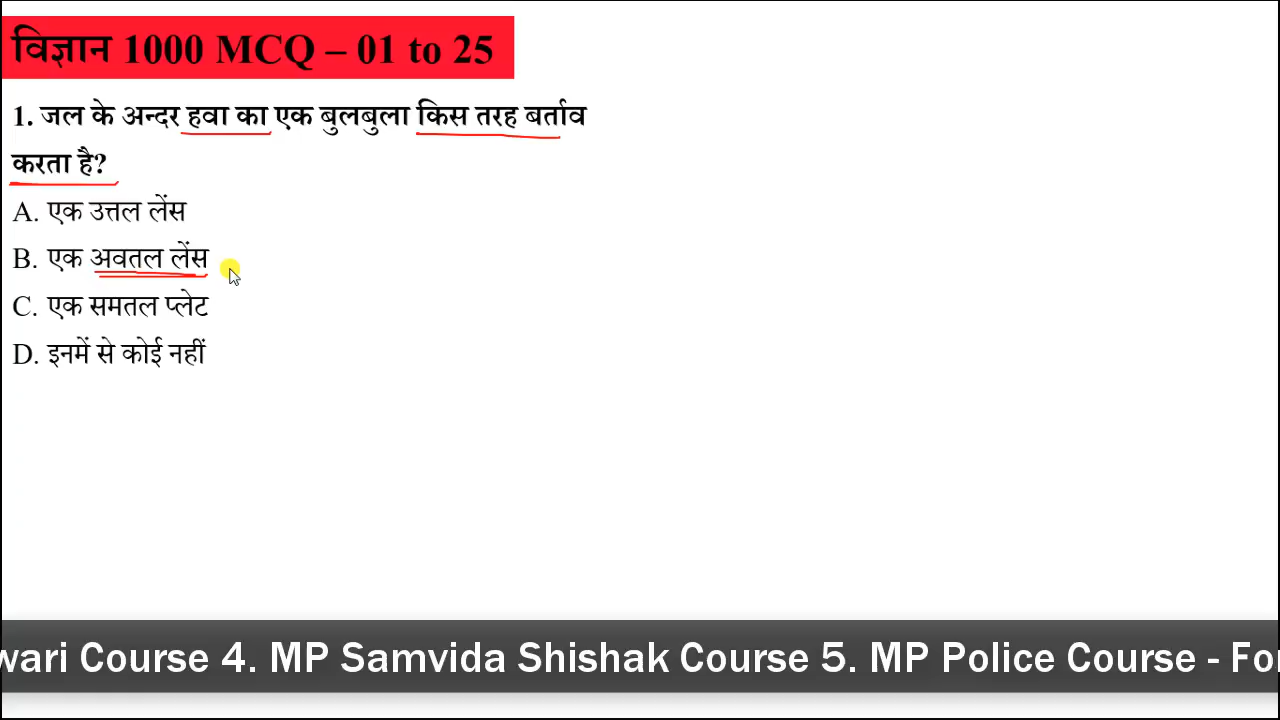 विज्ञान 1000 MCQ – 01 to 25
1. जल के अन्दर हवा का एक बुलबुला किस तरह बर्ताव
करता है?
A. एक उत्तल लेंस
B. एक अवतल लेंस
C. एक समतल प्लेट
D. इनमें से कोई नहीं
wari Course 4. MP Samvida Shishak Course 5. MP Police Course - For